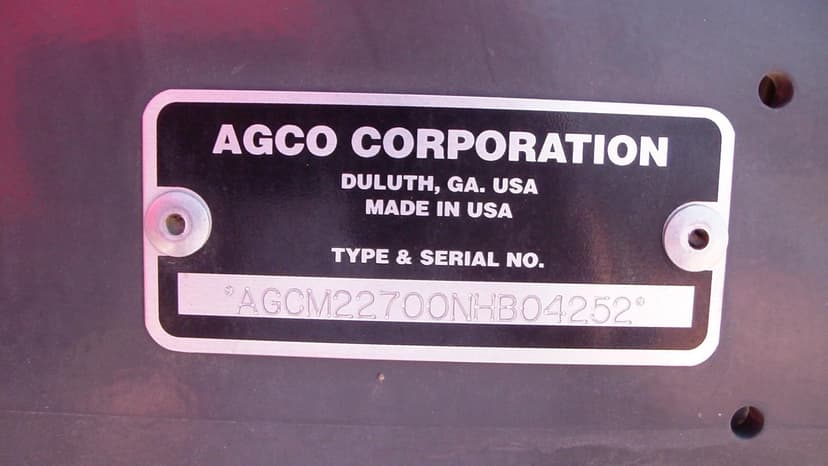 AGCO CORPORATION
DULUTH, GA. USA
MADE IN USA
TYPE & SERIAL NO.
*AGCM22700NHB04252*